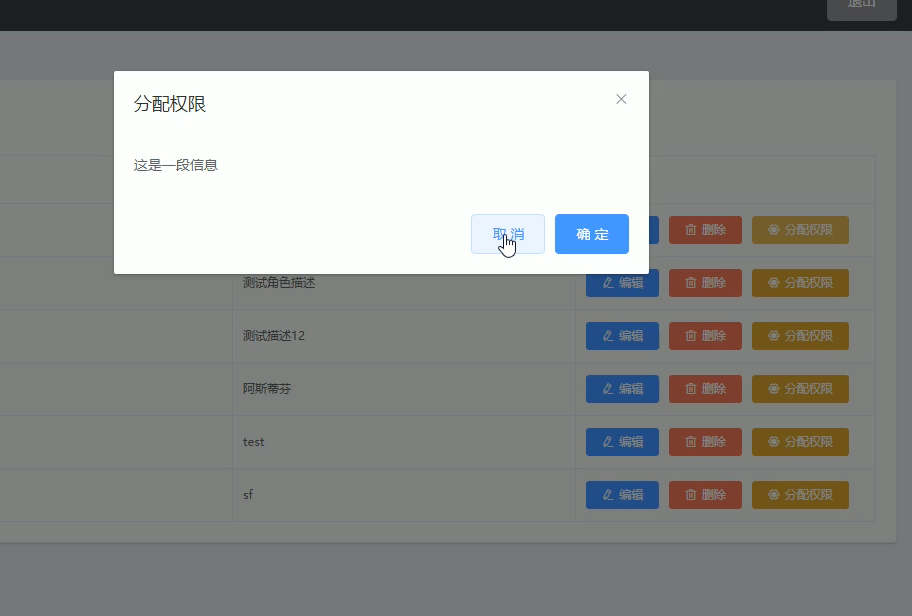 退出
分配权限
这是一段信息
取消 确定
删除 分配权限
测试角色描述 编辑 删除 分配权限
测试描述12 编辑 删除 分配权限
阿斯蒂芬 编辑 删除 分配权限
test 编辑 删除 分配权限
sf 编辑 删除 分配权限